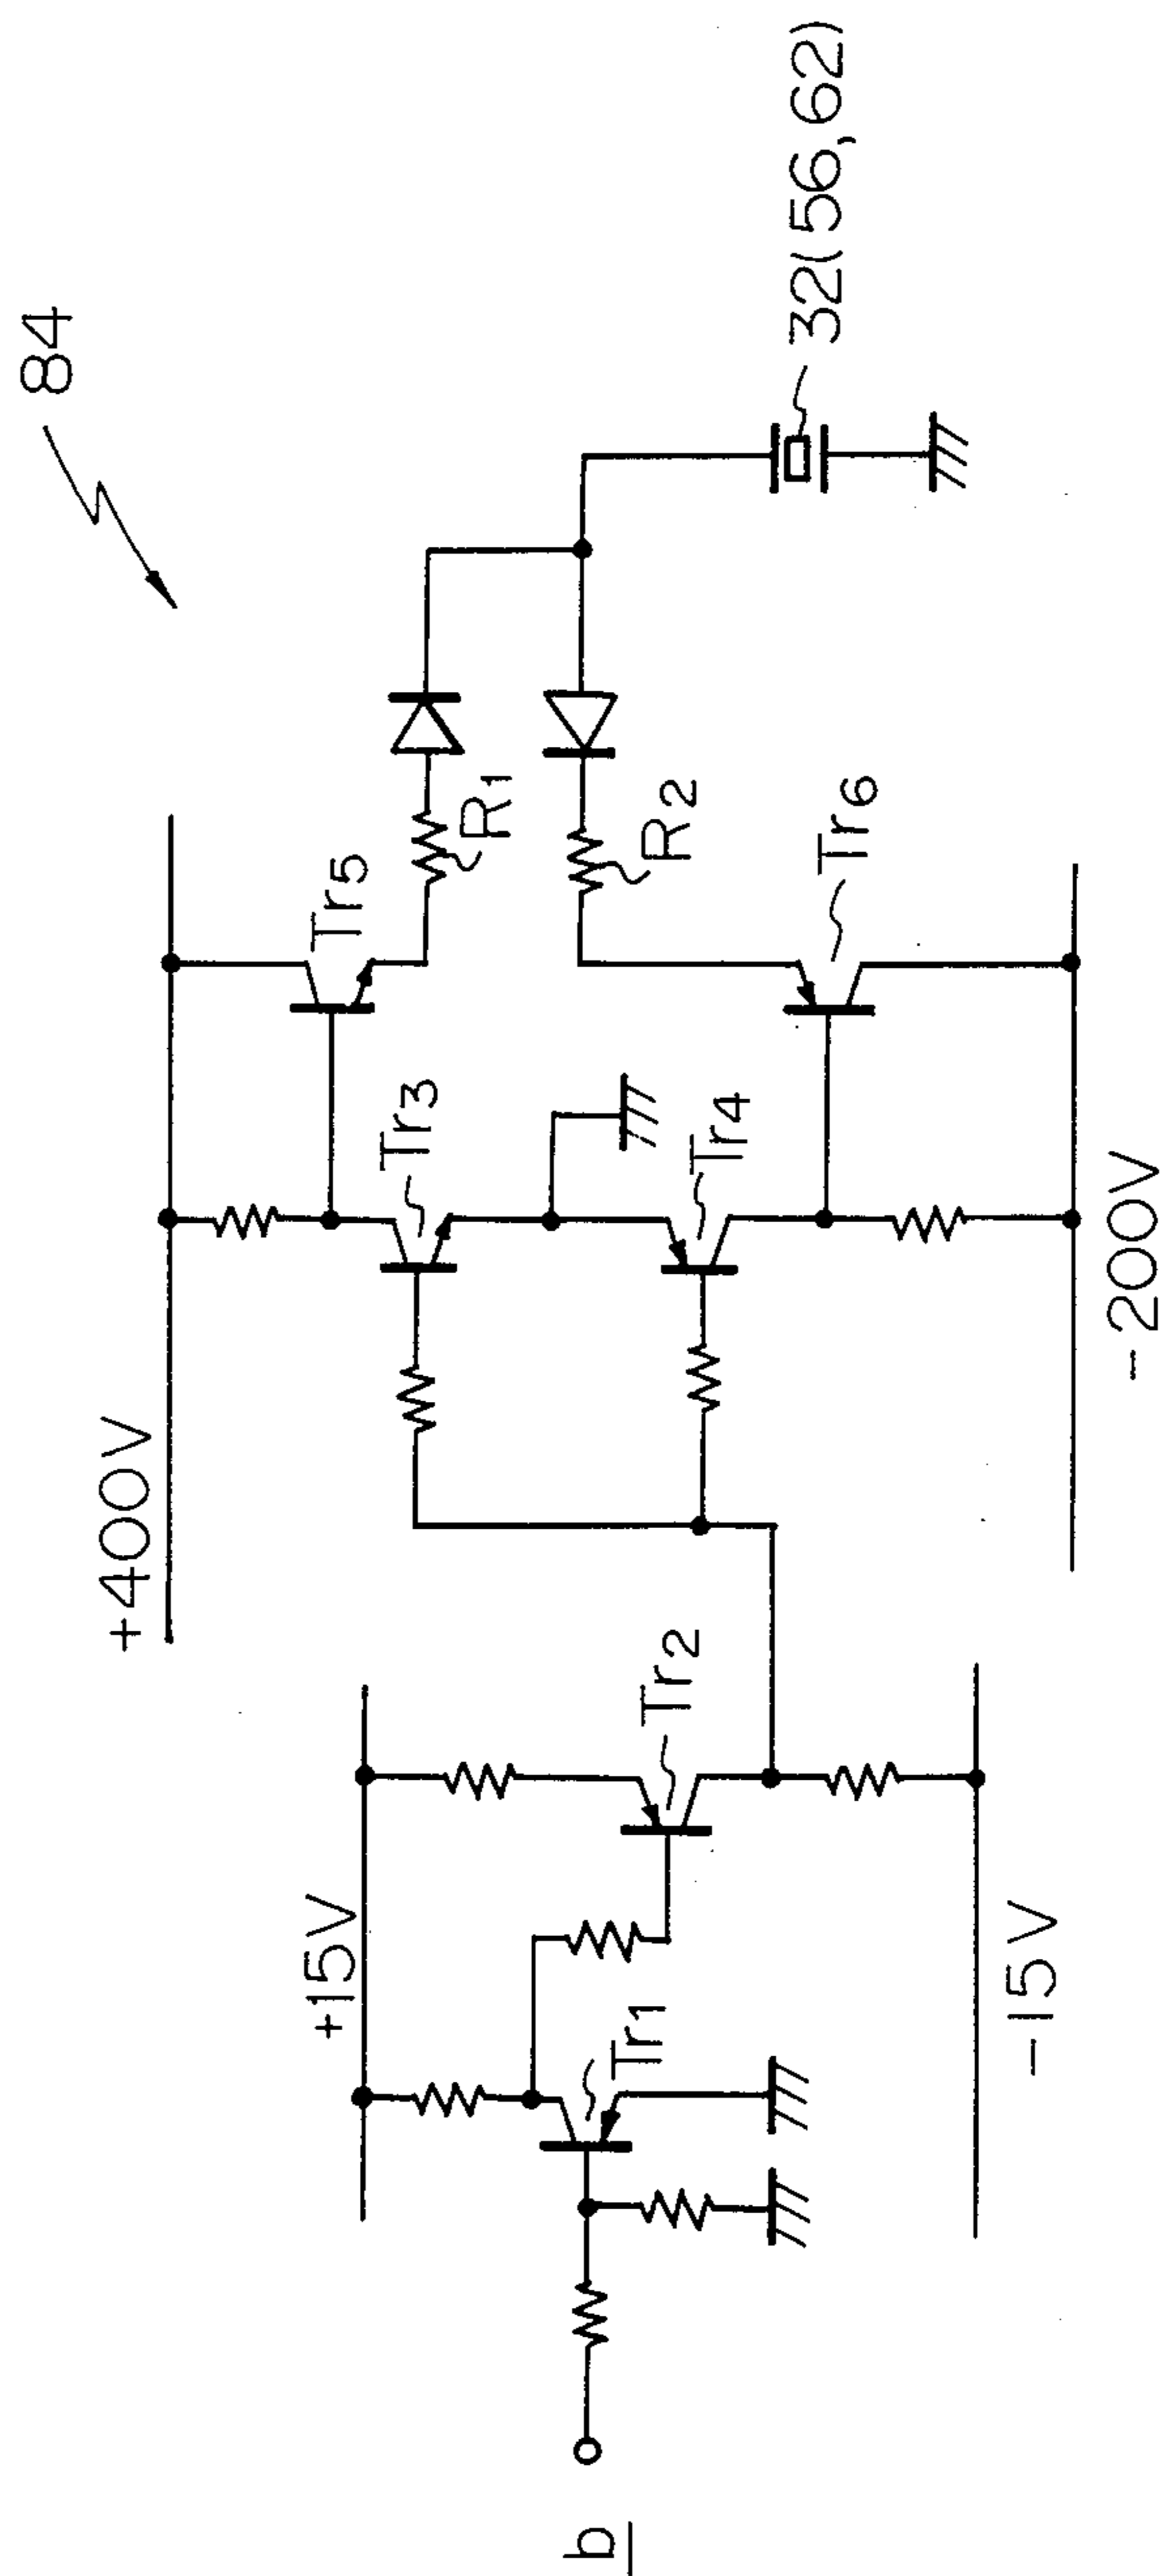 84
+400V
Tr5
R1
32(56,62)
+15V
Tr3
R2
Tr2
Tr4
Tr6
b
Tr1
-15V
-200V